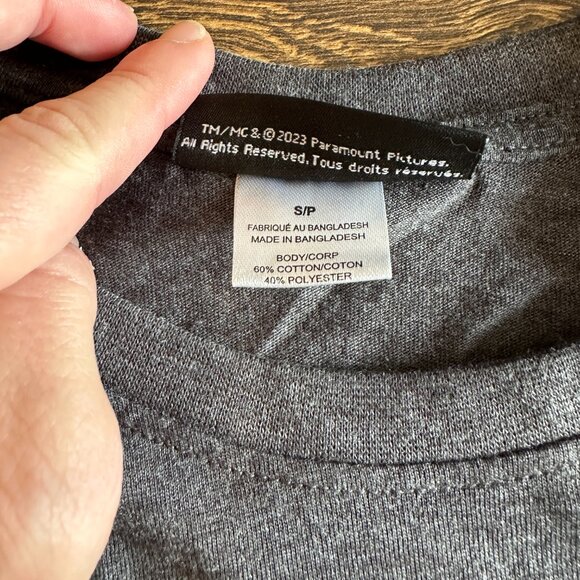 TM/MC & © 2023 Paramount Pictures.
All Rights Reserved. Tous droits réservés.
S/P
FABRIQUÉ AU BANGLADESH
MADE IN BANGLADESH
BODY/CORP
60% COTTON/COTON
40% POLYESTER